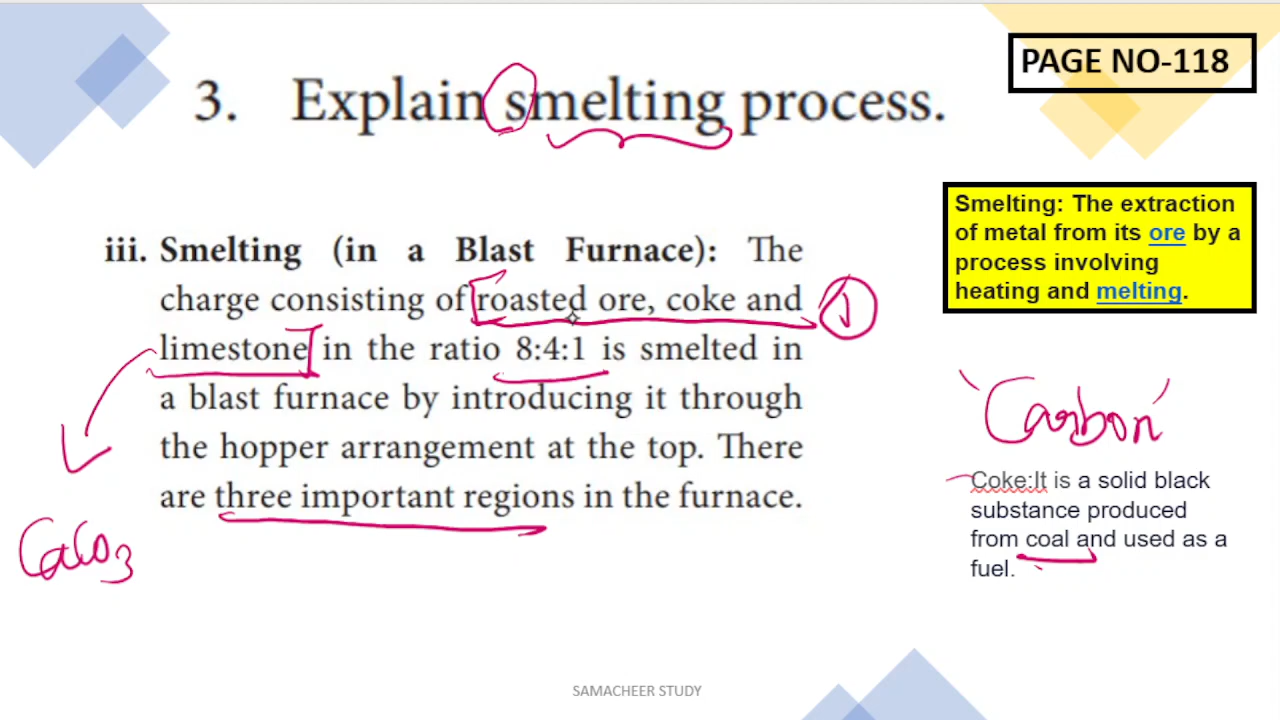 PAGE NO-118
3. Explain smelting process.
Smelting: The extraction
of metal from its ore by a
process involving
heating and melting.
iii. Smelting (in a Blast Furnace): The
charge consisting of roasted ore, coke and
limestone in the ratio 8:4:1 is smelted in
a blast furnace by introducing it through
the hopper arrangement at the top. There
are three important regions in the furnace.
1
'Carbon'
Coke:It is a solid black
substance produced
from coal and used as a
fuel.
CaCO3
SAMACHEER STUDY